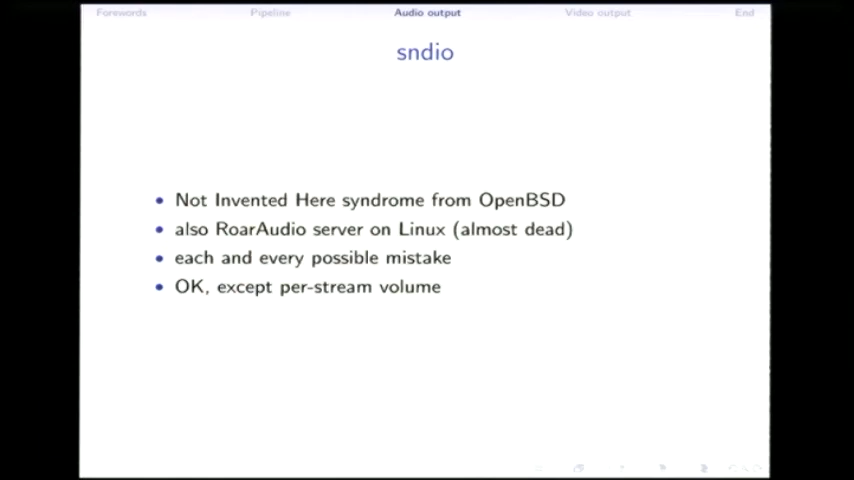 Forewords Pipeline Audio output Video output End
sndio
• Not Invented Here syndrome from OpenBSD
• also RoarAudio server on Linux (almost dead)
• each and every possible mistake
• OK, except per-stream volume